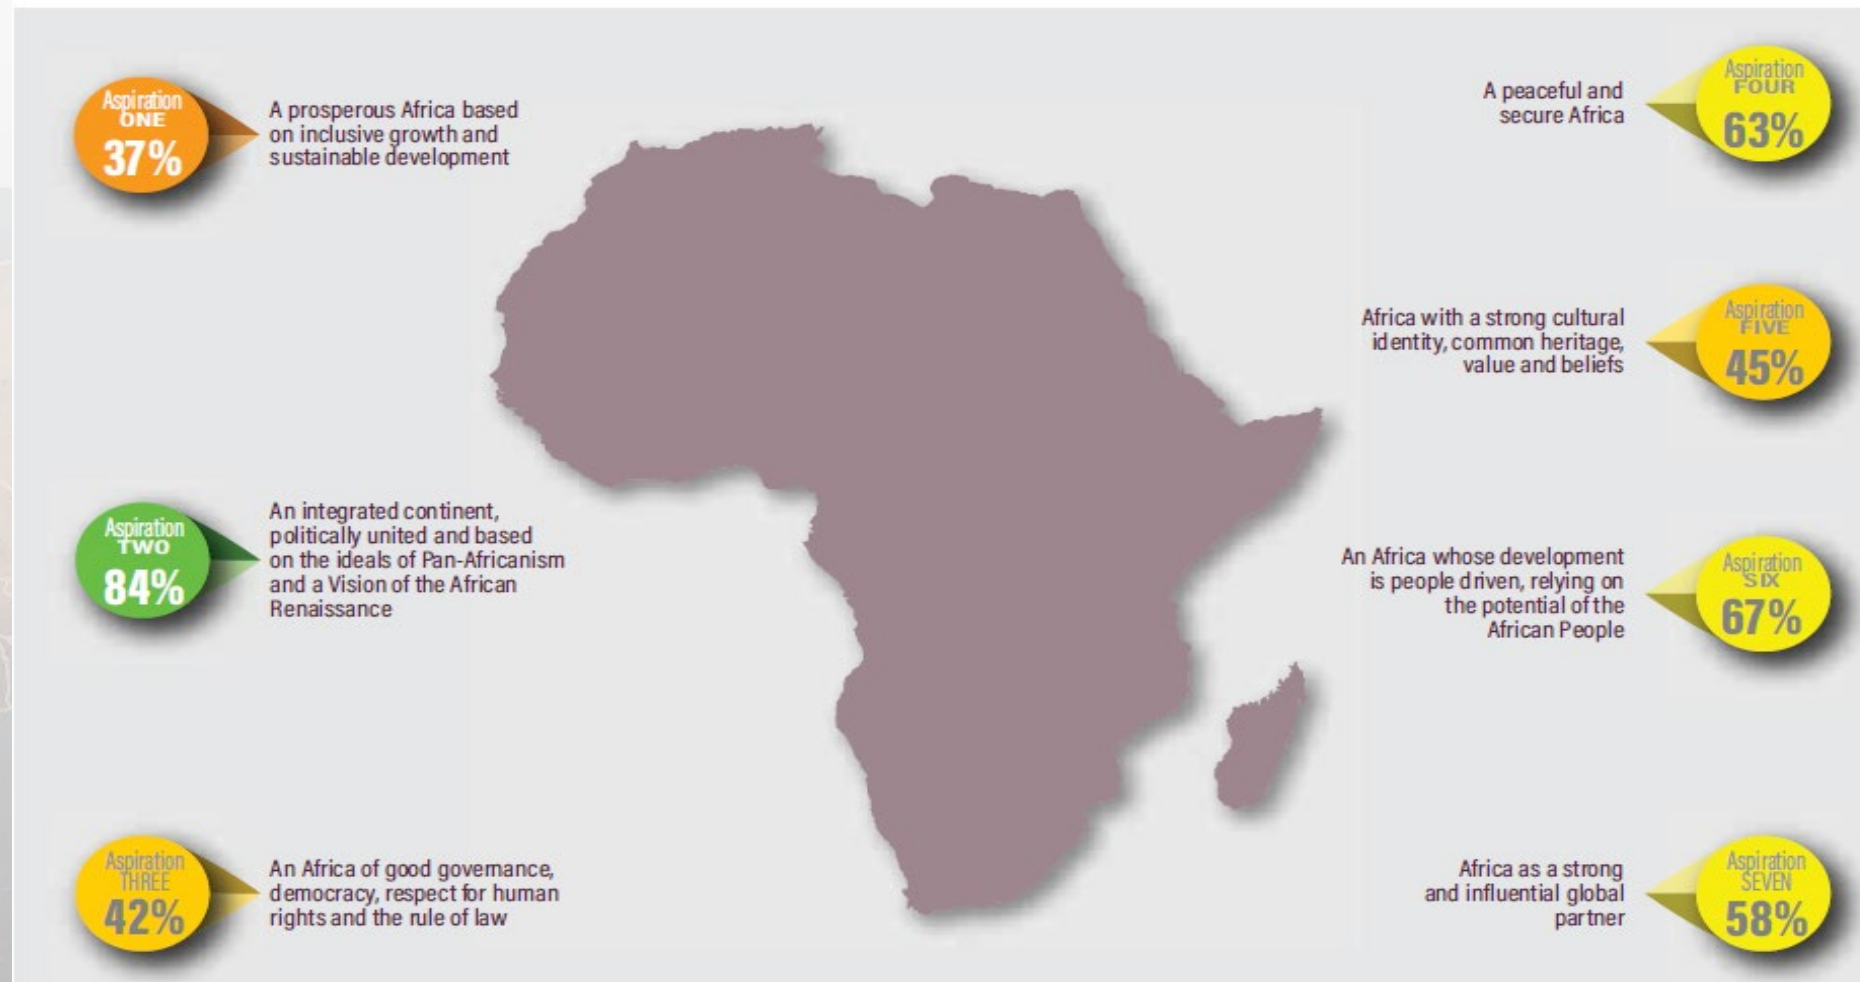 Aspiration
ONE
37%
A prosperous Africa based
on inclusive growth and
sustainable development
Aspiration
TWO
84%
An integrated continent,
politically united and based
on the ideals of Pan-Africanism
and a Vision of the African
Renaissance
Aspiration
THREE
42%
An Africa of good governance,
democracy, respect for human
rights and the rule of law
A peaceful and
secure Africa
Aspiration
FOUR
63%
Africa with a strong cultural
identity, common heritage,
value and beliefs
Aspiration
FIVE
45%
An Africa whose development
is people driven, relying on
the potential of the
African People
Aspiration
SIX
67%
Africa as a strong
and influential global
partner
Aspiration
SEVEN
58%